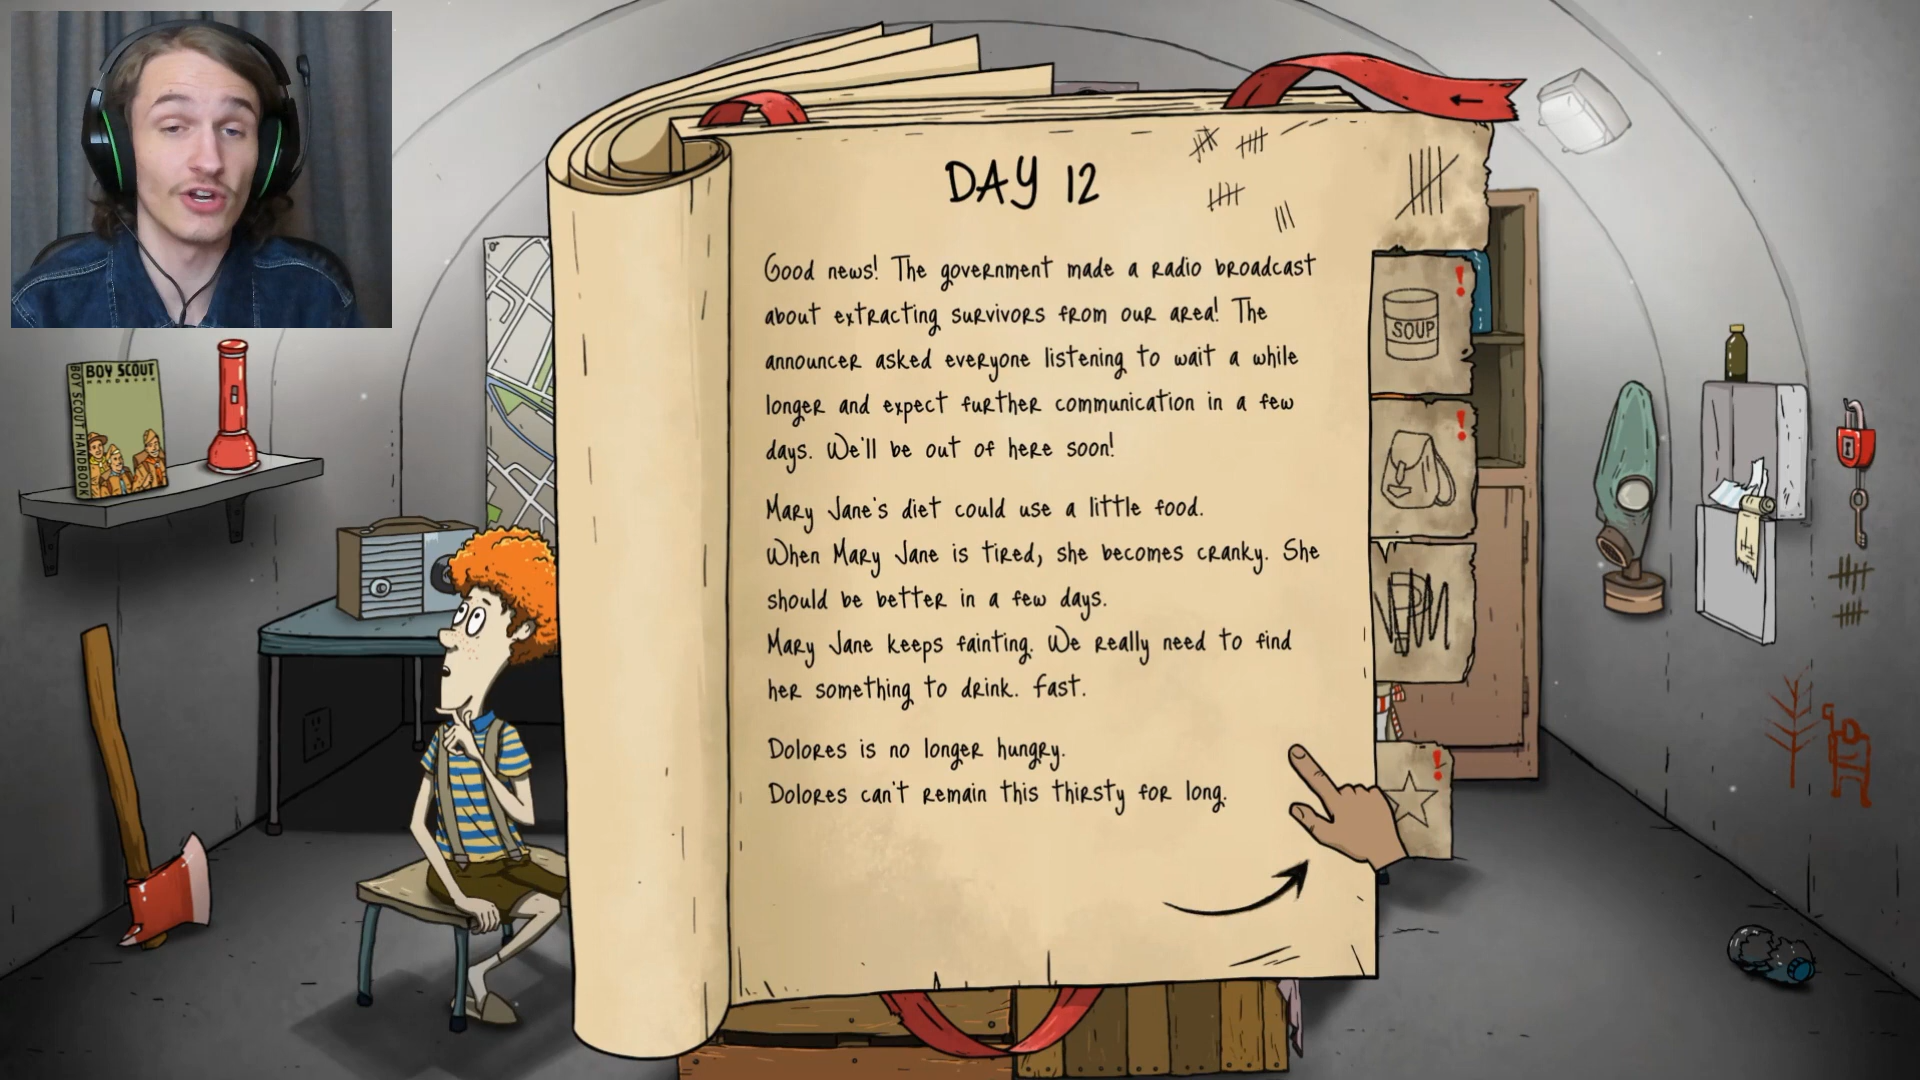 DAY 12
Good news! The government made a radio broadcast
about extracting survivors from our area! The
announcer asked everyone listening to wait a while
longer and expect further communication in a few
days. We'll be out of here soon!
Mary Jane's diet could use a little food.
When Mary Jane is tired, she becomes cranky. She
should be better in a few days.
Mary Jane keeps fainting. We really need to find
her something to drink. Fast.
Dolores is no longer hungry.
Dolores can't remain this thirsty for long.
SOUP
!
!
!
BOY SCOUT
HANDBOOK
BOY SCOUT HANDBOOK